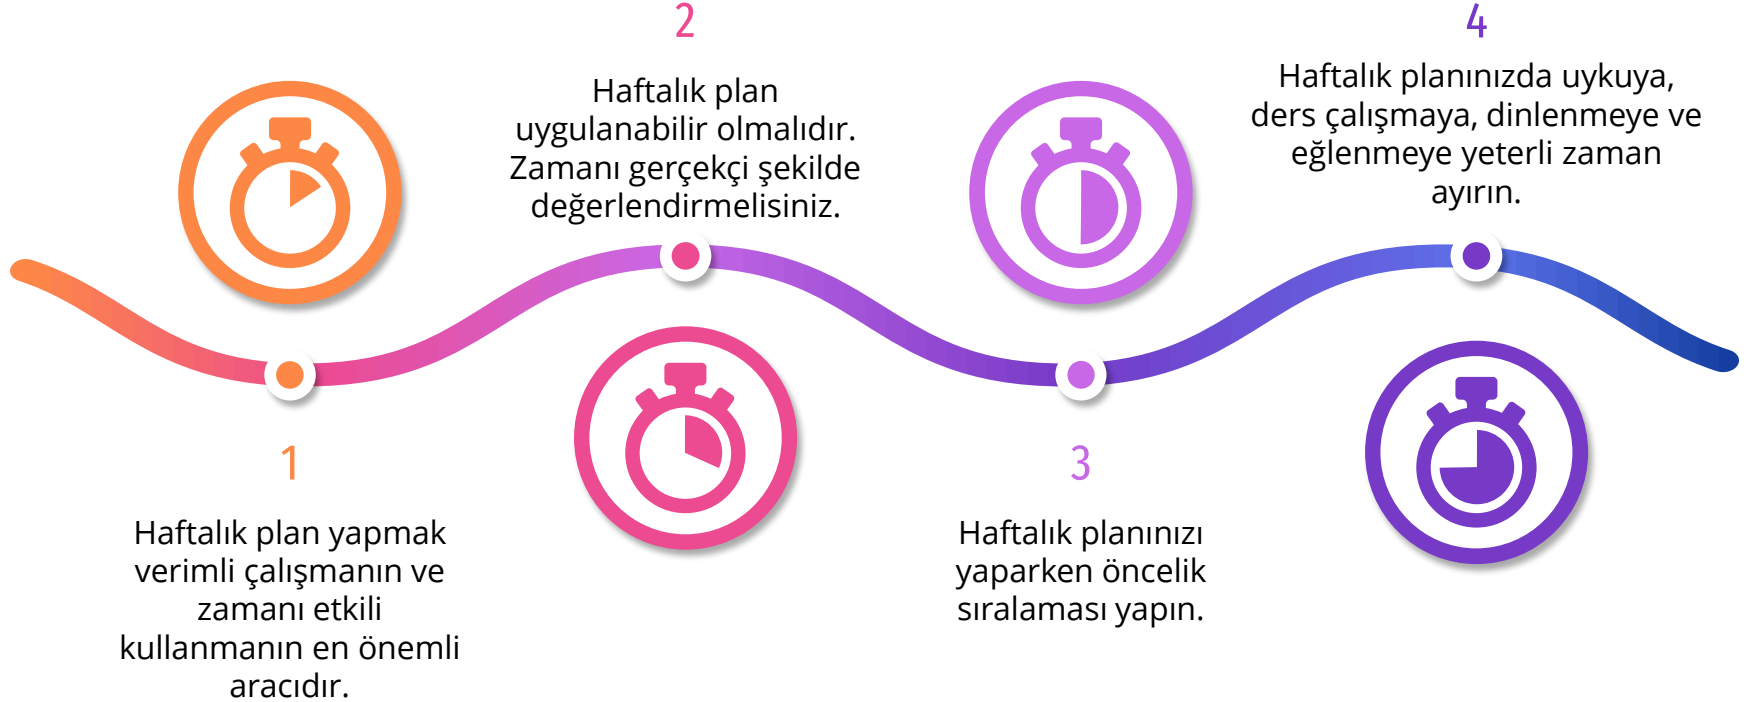 1
Haftalık plan yapmak
verimli çalışmanın ve
zamanı etkili
kullanmanın en önemli
aracıdır.
2
Haftalık plan
uygulanabilir olmalıdır.
Zamanı gerçekçi şekilde
değerlendirmelisiniz.
3
Haftalık planınızı
yaparken öncelik
sıralaması yapın.
4
Haftalık planınızda uykuya,
ders çalışmaya, dinlenmeye ve
eğlenmeye yeterli zaman
ayırın.